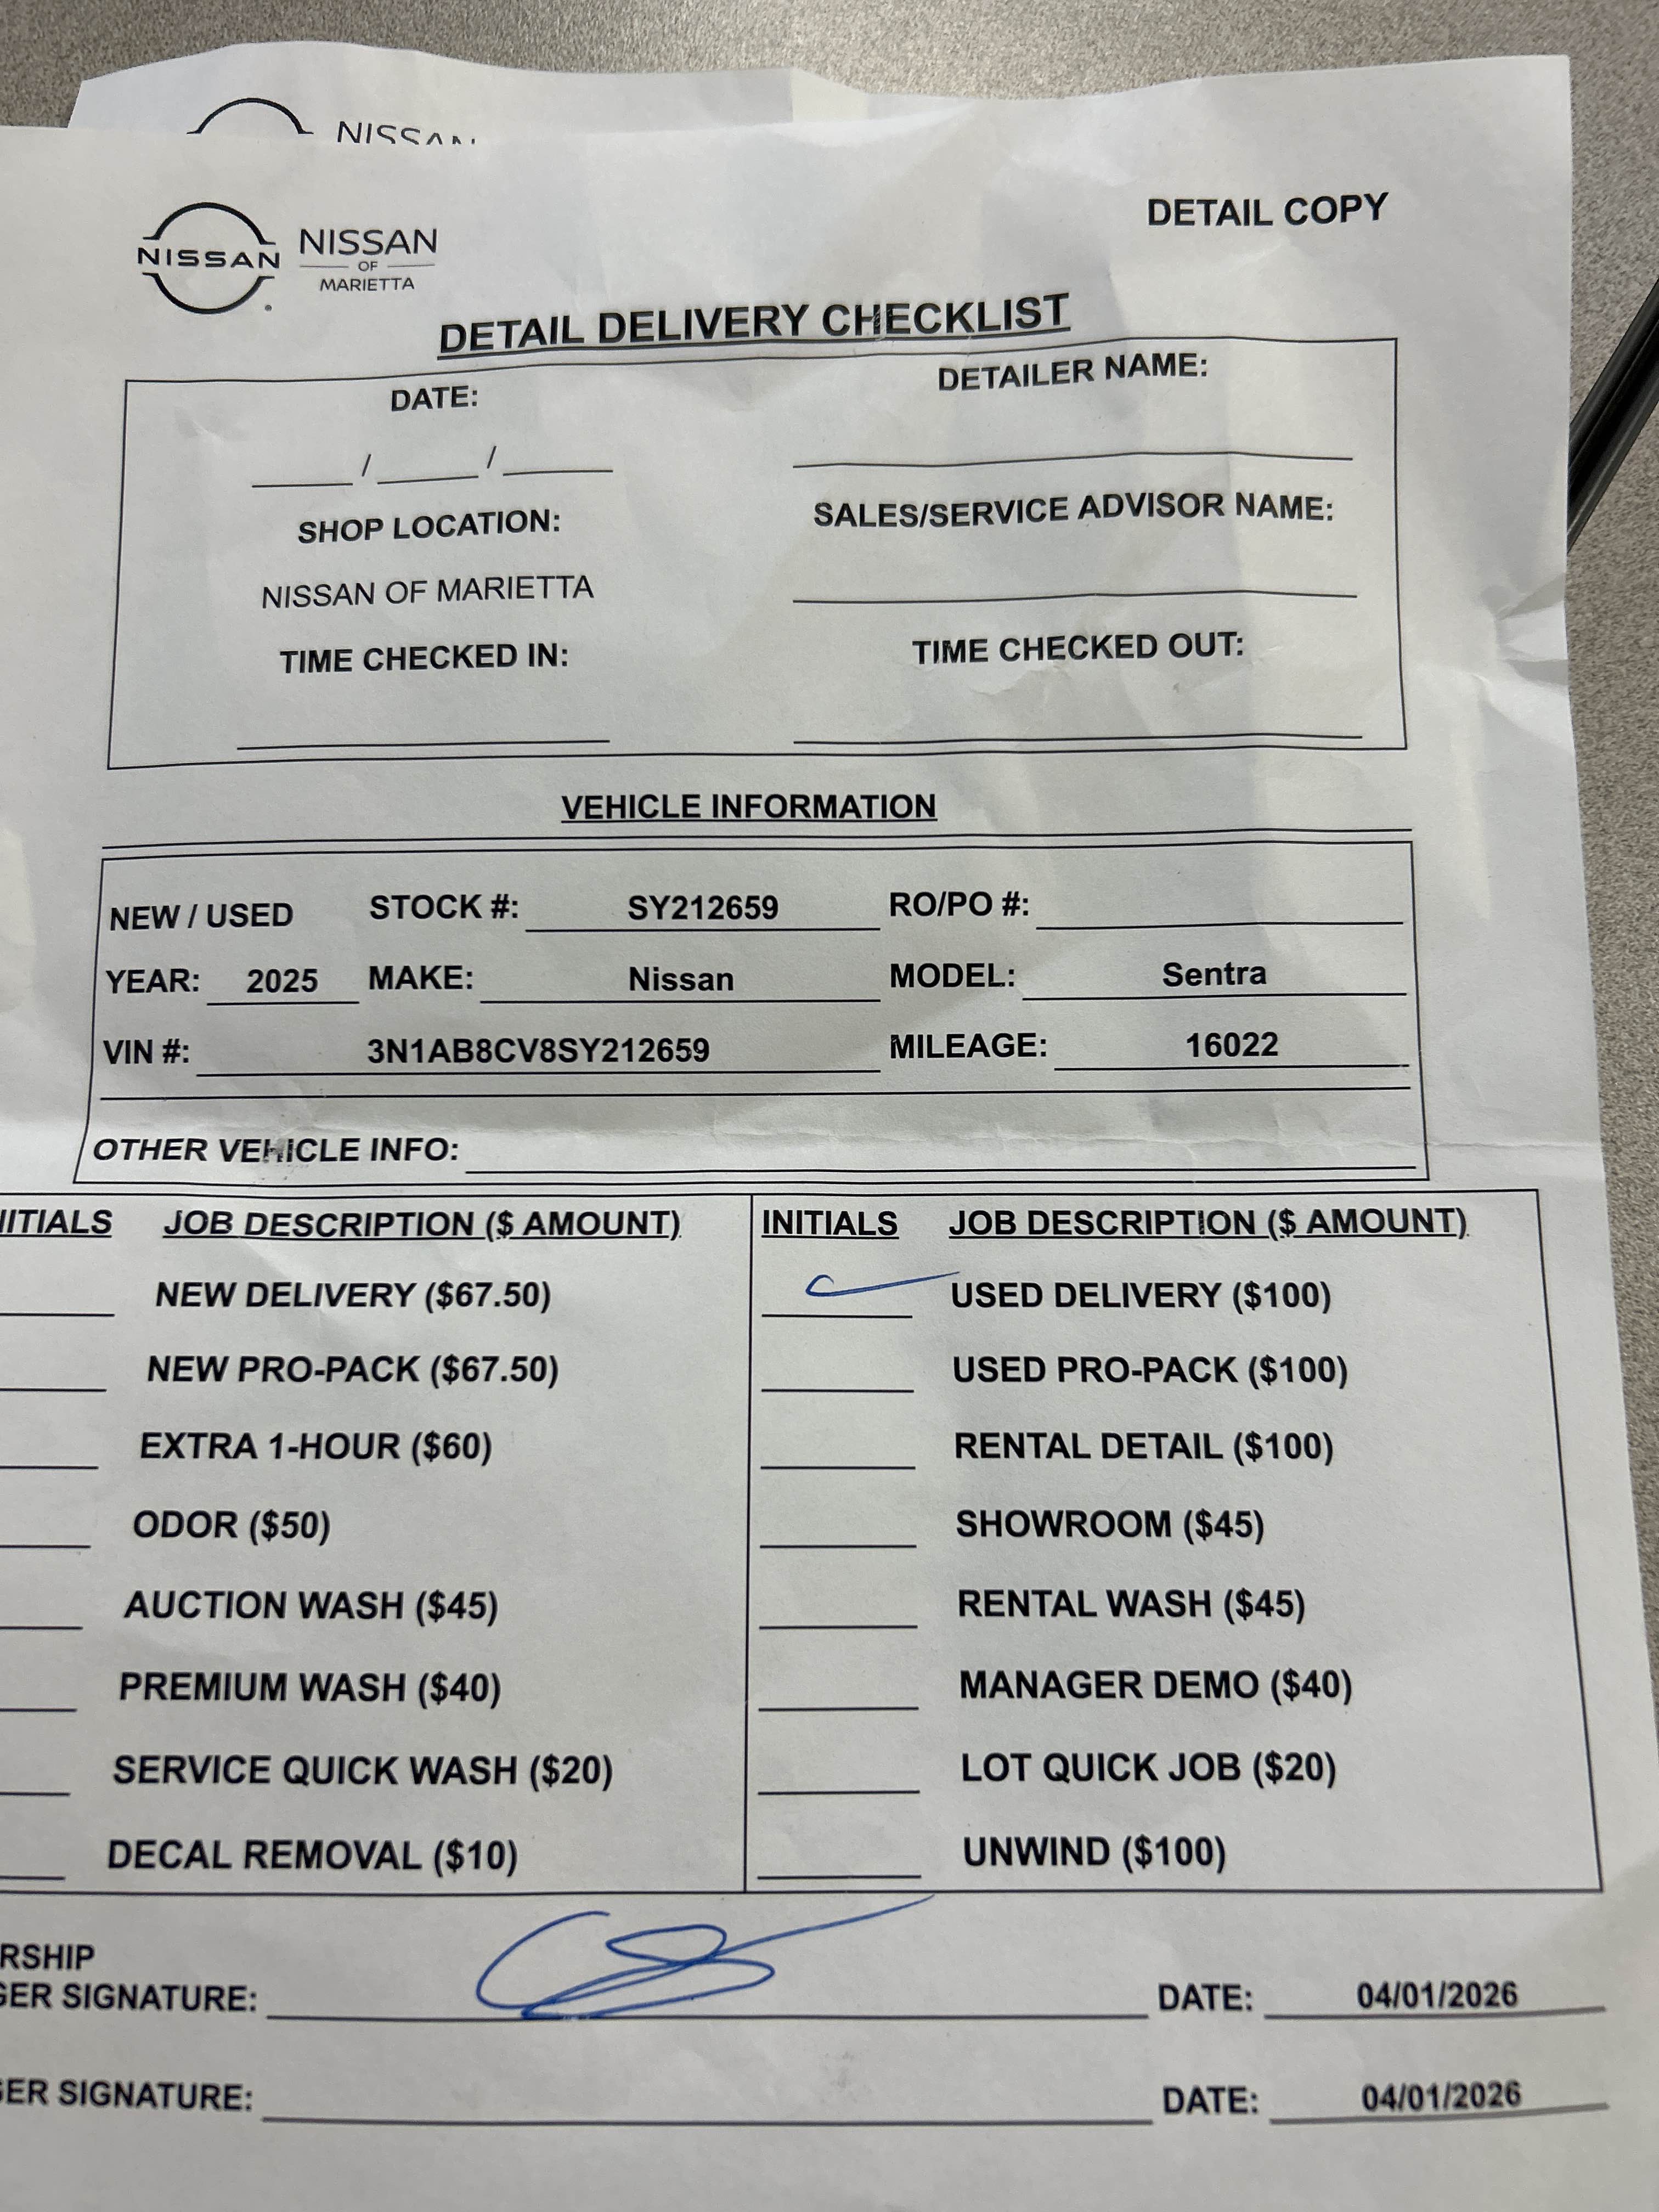 NISSAN
DETAIL COPY
NISSAN
NISSAN
OF
MARIETTA
DETAIL DELIVERY CHECKLIST
DATE: DETAILER NAME:
____/____/____
SHOP LOCATION: SALES/SERVICE ADVISOR NAME:
NISSAN OF MARIETTA
TIME CHECKED IN: TIME CHECKED OUT:
VEHICLE INFORMATION
NEW / USED STOCK #: SY212659 RO/PO #:
YEAR: 2025 MAKE: Nissan MODEL: Sentra
VIN #: 3N1AB8CV8SY212659 MILEAGE: 16022
OTHER VEHICLE INFO:
ITIALS JOB DESCRIPTION ($ AMOUNT) INITIALS JOB DESCRIPTION ($ AMOUNT)
NEW DELIVERY ($67.50) USED DELIVERY ($100)
NEW PRO-PACK ($67.50) USED PRO-PACK ($100)
EXTRA 1-HOUR ($60) RENTAL DETAIL ($100)
ODOR ($50) SHOWROOM ($45)
AUCTION WASH ($45) RENTAL WASH ($45)
PREMIUM WASH ($40) MANAGER DEMO ($40)
SERVICE QUICK WASH ($20) LOT QUICK JOB ($20)
DECAL REMOVAL ($10) UNWIND ($100)
RSHIP
GER SIGNATURE: DATE: 04/01/2026
GER SIGNATURE: DATE: 04/01/2026